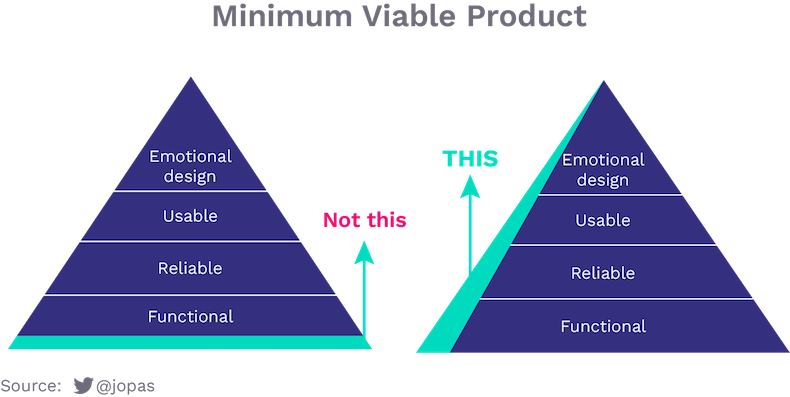 Minimum Viable Product
Emotional
design
Usable
Reliable
Functional
Not this
THIS
Emotional
design
Usable
Reliable
Functional
Source: @jopas